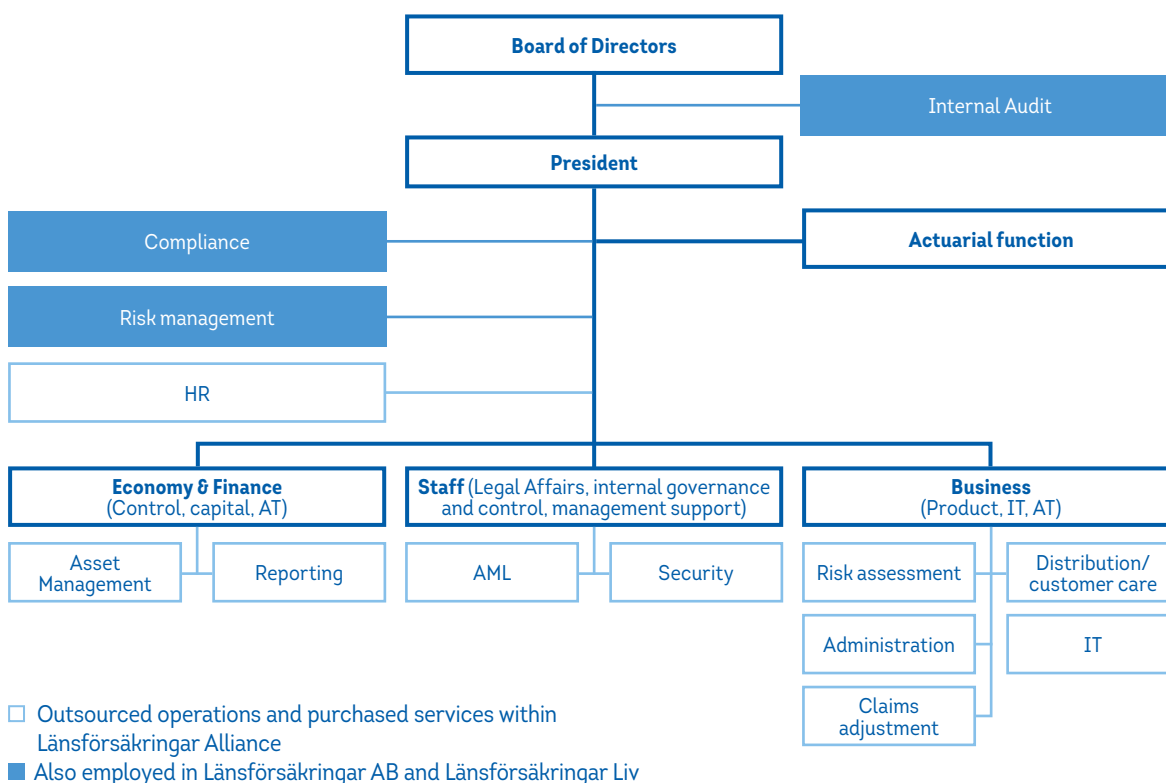 Board of Directors
Internal Audit
President
Compliance
Actuarial function
Risk management
HR
Economy & Finance
(Control, capital, AT)
Staff (Legal Affairs, internal governance
and control, management support)
Business
(Product, IT, AT)
Asset
Management
Reporting
AML
Security
Risk assessment
Distribution/
customer care
Administration
IT
Claims
adjustment
Outsourced operations and purchased services within
Länsförsäkringar Alliance
Also employed in Länsförsäkringar AB and Länsförsäkringar Liv